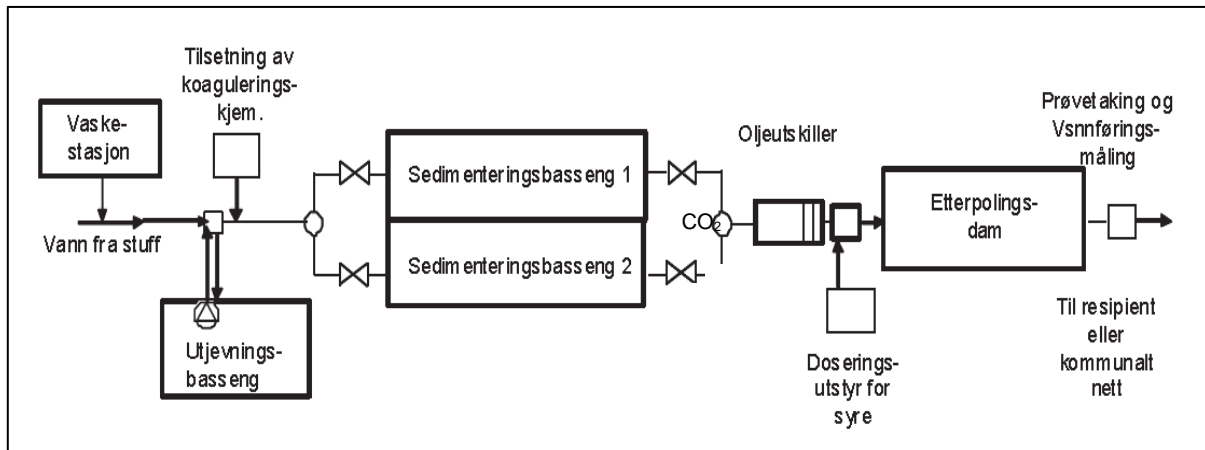 Tilsetning av
koagulerings-
kjem.
Vaske-
stasjon
Vann fra stuff
Utjevnings-
basseng
Sedimenteringsbasseng 1
Sedimenteringsbasseng 2
CO2
Oljeutskiller
Doserings-
utstyr for
syre
Etterpolings-
dam
Prøvetaking og
Vsnnførings-
måling
Til resipient
eller
kommunalt
nett